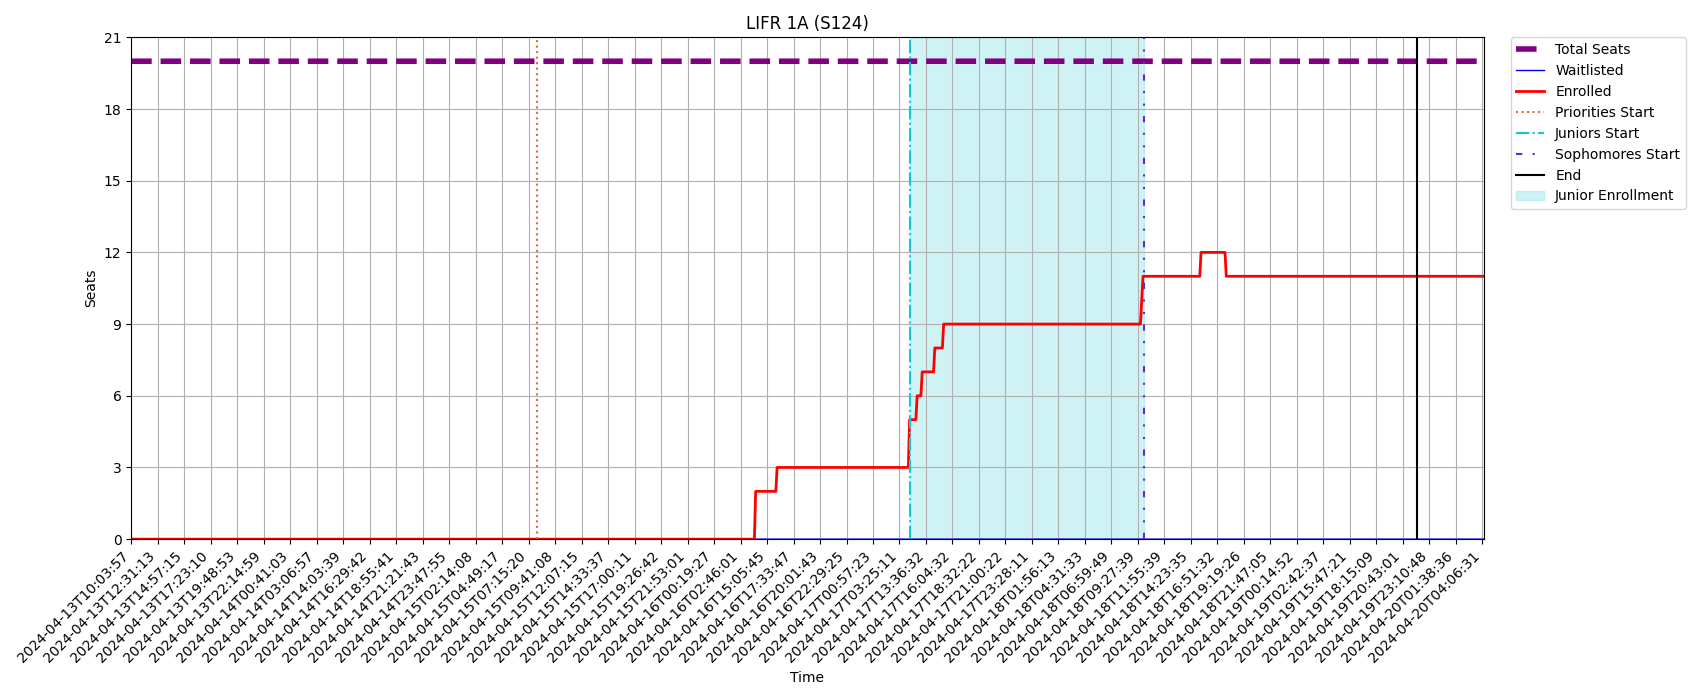 LIFR 1A (S124)
21
18
15
12
9
6
3
0
Seats
2024-04-13T10:03:57
2024-04-13T12:31:13
2024-04-13T14:57:15
2024-04-13T17:23:10
2024-04-13T19:48:53
2024-04-13T22:14:59
2024-04-14T00:41:03
2024-04-14T03:06:57
2024-04-14T14:03:39
2024-04-14T16:29:42
2024-04-14T18:55:41
2024-04-14T21:21:43
2024-04-14T23:47:55
2024-04-15T02:14:08
2024-04-15T04:49:17
2024-04-15T07:15:20
2024-04-15T09:41:08
2024-04-15T12:07:15
2024-04-15T14:33:37
2024-04-15T17:00:11
2024-04-15T19:26:42
2024-04-15T21:53:01
2024-04-16T00:19:27
2024-04-16T02:46:01
2024-04-16T15:05:45
2024-04-16T17:33:47
2024-04-16T20:01:43
2024-04-16T22:29:25
2024-04-17T00:57:23
2024-04-17T03:25:11
2024-04-17T13:36:32
2024-04-17T16:04:32
2024-04-17T18:32:22
2024-04-17T21:00:22
2024-04-17T23:28:11
2024-04-18T01:56:13
2024-04-18T04:31:33
2024-04-18T06:59:49
2024-04-18T09:27:39
2024-04-18T11:55:39
2024-04-18T14:23:35
2024-04-18T16:51:32
2024-04-18T19:19:26
2024-04-18T21:47:05
2024-04-19T00:14:52
2024-04-19T02:42:37
2024-04-19T15:47:21
2024-04-19T18:15:09
2024-04-19T20:43:01
2024-04-19T23:10:48
2024-04-20T01:38:36
2024-04-20T04:06:31
Time
Total Seats
Waitlisted
Enrolled
Priorities Start
Juniors Start
Sophomores Start
End
Junior Enrollment